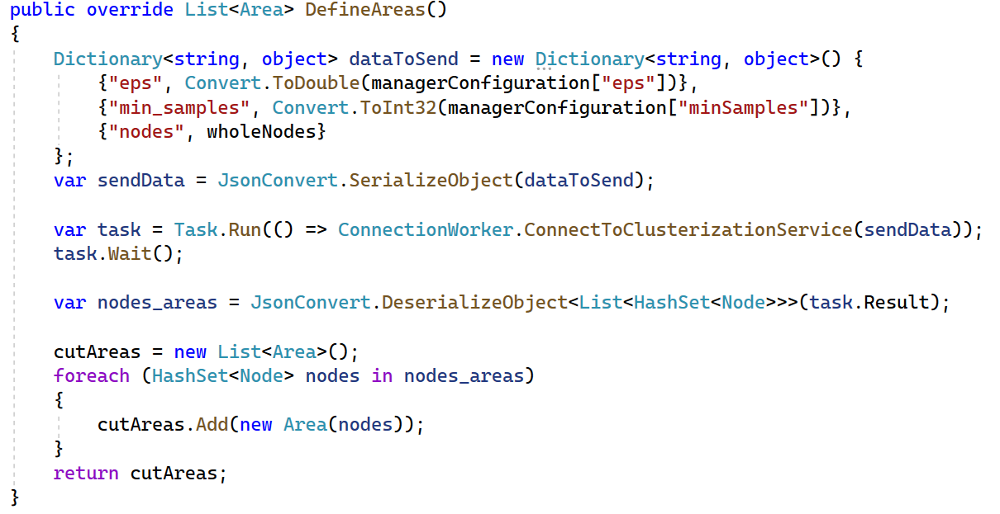 public override List<Area> DefineAreas()
{
    Dictionary<string, object> dataToSend = new Dictionary<string, object>() {
        {"eps", Convert.ToDouble(managerConfiguration["eps"])},
        {"min_samples", Convert.ToInt32(managerConfiguration["minSamples"])},
        {"nodes", wholeNodes}
    };
    var sendData = JsonConvert.SerializeObject(dataToSend);

    var task = Task.Run(() => ConnectionWorker.ConnectToClusterizationService(sendData));
    task.Wait();

    var nodes_areas = JsonConvert.DeserializeObject<List<HashSet<Node>>>(task.Result);

    cutAreas = new List<Area>();
    foreach (HashSet<Node> nodes in nodes_areas)
    {
        cutAreas.Add(new Area(nodes));
    }
    return cutAreas;
}